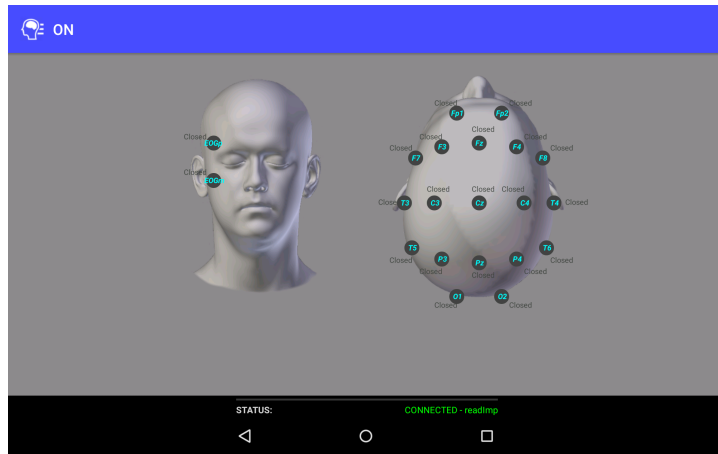 ON
Closed
EOGp
Closed
EOGn
Closed Closed
Fp1 Fp2
Closed
Closed Fz Closed
F3 F4
Closed Closed
F7 F8
Closed Closed Closed
Closed T3 C3 Cz C4 T4 Closed
T5 T6
P3 Pz P4
Closed Closed
Closed Closed Closed
O1 O2
Closed Closed
STATUS: CONNECTED - readImp